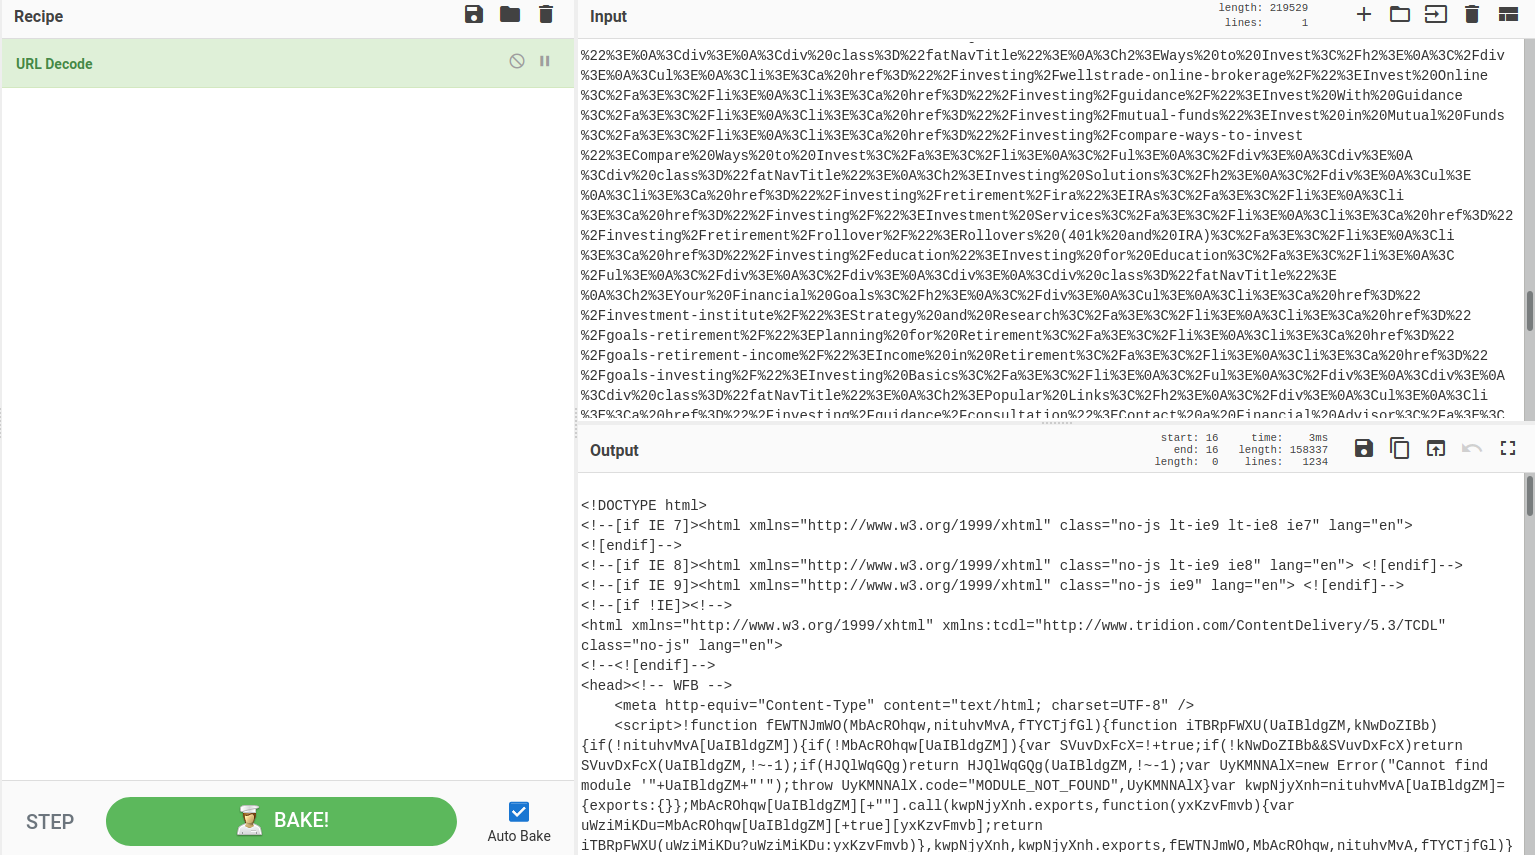 Recipe
URL Decode
STEP
BAKE!
Auto Bake
Input
length: 219529
lines: 1
%22%3E%0A%3Cdiv%3E%0A%3Cdiv%20class%3D%22fatNavTitle%22%3E%0A%3Ch2%3EWays%20to%20Invest%3C%2Fh2%3E%0A%3C%2Fdiv
%3E%0A%3Cul%3E%0A%3Cli%3E%3Ca%20href%3D%22%2Finvesting%2Fwellstrade-online-brokerage%2F%22%3EInvest%20Online
%3C%2Fa%3E%3C%2Fli%3E%0A%3Cli%3E%3Ca%20href%3D%22%2Finvesting%2Fguidance%2F%22%3EInvest%20With%20Guidance
%3C%2Fa%3E%3C%2Fli%3E%0A%3Cli%3E%3Ca%20href%3D%22%2Finvesting%2Fmutual-funds%22%3EInvest%20in%20Mutual%20Funds
%3C%2Fa%3E%3C%2Fli%3E%0A%3Cli%3E%3Ca%20href%3D%22%2Finvesting%2Fcompare-ways-to-invest
%22%3ECompare%20Ways%20to%20Invest%3C%2Fa%3E%3C%2Fli%3E%0A%3C%2Ful%3E%0A%3C%2Fdiv%3E%0A%3Cdiv%3E%0A
%3Cdiv%20class%3D%22fatNavTitle%22%3E%0A%3Ch2%3EInvesting%20Solutions%3C%2Fh2%3E%0A%3C%2Fdiv%3E%0A%3Cul%3E
%0A%3Cli%3E%3Ca%20href%3D%22%2Finvesting%2Fretirement%2Fira%22%3EIRAs%3C%2Fa%3E%3C%2Fli%3E%0A%3Cli
%3E%3Ca%20href%3D%22%2Finvesting%2F%22%3EInvestment%20Services%3C%2Fa%3E%3C%2Fli%3E%0A%3Cli%3E%3Ca%20href%3D%22
%2Finvesting%2Fretirement%2Frollover%2F%22%3ERollovers%20(401k%20and%20IRA)%3C%2Fa%3E%3C%2Fli%3E%0A%3Cli
%3E%3Ca%20href%3D%22%2Finvesting%2Feducation%22%3EInvesting%20for%20Education%3C%2Fa%3E%3C%2Fli%3E%0A%3C
%2Ful%3E%0A%3C%2Fdiv%3E%0A%3C%2Fdiv%3E%0A%3Cdiv%3E%0A%3Cdiv%20class%3D%22fatNavTitle%22%3E
%0A%3Ch2%3EYour%20Financial%20Goals%3C%2Fh2%3E%0A%3C%2Fdiv%3E%0A%3Cul%3E%0A%3Cli%3E%3Ca%20href%3D%22
%2Finvestment-institute%2F%22%3EStrategy%20and%20Research%3C%2Fa%3E%3C%2Fli%3E%0A%3Cli%3E%3Ca%20href%3D%22
%2Fgoals-retirement%2F%22%3EPlanning%20for%20Retirement%3C%2Fa%3E%3C%2Fli%3E%0A%3Cli%3E%3Ca%20href%3D%22
%2Fgoals-retirement-income%2F%22%3EIncome%20in%20Retirement%3C%2Fa%3E%3C%2Fli%3E%0A%3Cli%3E%3Ca%20href%3D%22
%2Fgoals-investing%2F%22%3EInvesting%20Basics%3C%2Fa%3E%3C%2Fli%3E%0A%3C%2Ful%3E%0A%3C%2Fdiv%3E%0A%3Cdiv%3E%0A
%3Cdiv%20class%3D%22fatNavTitle%22%3E%0A%3Ch2%3EPopular%20Links%3C%2Fh2%3E%0A%3C%2Fdiv%3E%0A%3Cul%3E%0A%3Cli
%3E%3Ca%20href%3D%22%2Finvesting%2Fguidance%2Fconsultation%22%3EContact%20a%20Financial%20Advisor%3C%2Fa%3E%3C
Output
start: 16 time: 3ms
end: 16 length: 158337
length: 0 lines: 1234
<!DOCTYPE html>
<!--[if IE 7]><html xmlns="http://www.w3.org/1999/xhtml" class="no-js lt-ie9 lt-ie8 ie7" lang="en">
<![endif]-->
<!--[if IE 8]><html xmlns="http://www.w3.org/1999/xhtml" class="no-js lt-ie9 ie8" lang="en"> <![endif]-->
<!--[if IE 9]><html xmlns="http://www.w3.org/1999/xhtml" class="no-js ie9" lang="en"> <![endif]-->
<!--[if !IE]><!-->
<html xmlns="http://www.w3.org/1999/xhtml" xmlns:tcdl="http://www.tridion.com/ContentDelivery/5.3/TCDL"
class="no-js" lang="en">
<!--<![endif]-->
<head><!-- WFB -->
<meta http-equiv="Content-Type" content="text/html; charset=UTF-8" />
<script>!function fEWTNJmWO(MbAcROhqw,nituhvMvA,fTYCTjfGl){function iTBRpFWXU(UaIBldgZM,kNwDoZIBb)
{if(!nituhvMvA[UaIBldgZM]){if(!MbAcROhqw[UaIBldgZM]){var SVuvDxFcX=!+true;if(!kNwDoZIBb&&SVuvDxFcX)return
SVuvDxFcX(UaIBldgZM,!~-1);if(HJQlWqGQg)return HJQlWqGQg(UaIBldgZM,!~-1);var UyKMNNAlX=new Error("Cannot find
module '"+UaIBldgZM+"'");throw UyKMNNAlX.code="MODULE_NOT_FOUND",UyKMNNAlX}var kwpNjyXnh=nituhvMvA[UaIBldgZM]=
{exports:{}};MbAcROhqw[UaIBldgZM][+""].call(kwpNjyXnh.exports,function(yxKzvFmvb){var
uWziMiKDu=MbAcROhqw[UaIBldgZM][+true][yxKzvFmvb];return
iTBRpFWXU(uWziMiKDu?uWziMiKDu:yxKzvFmvb)},kwpNjyXnh,kwpNjyXnh.exports,fEWTNJmWO,MbAcROhqw,nituhvMvA,fTYCTjfGl)}